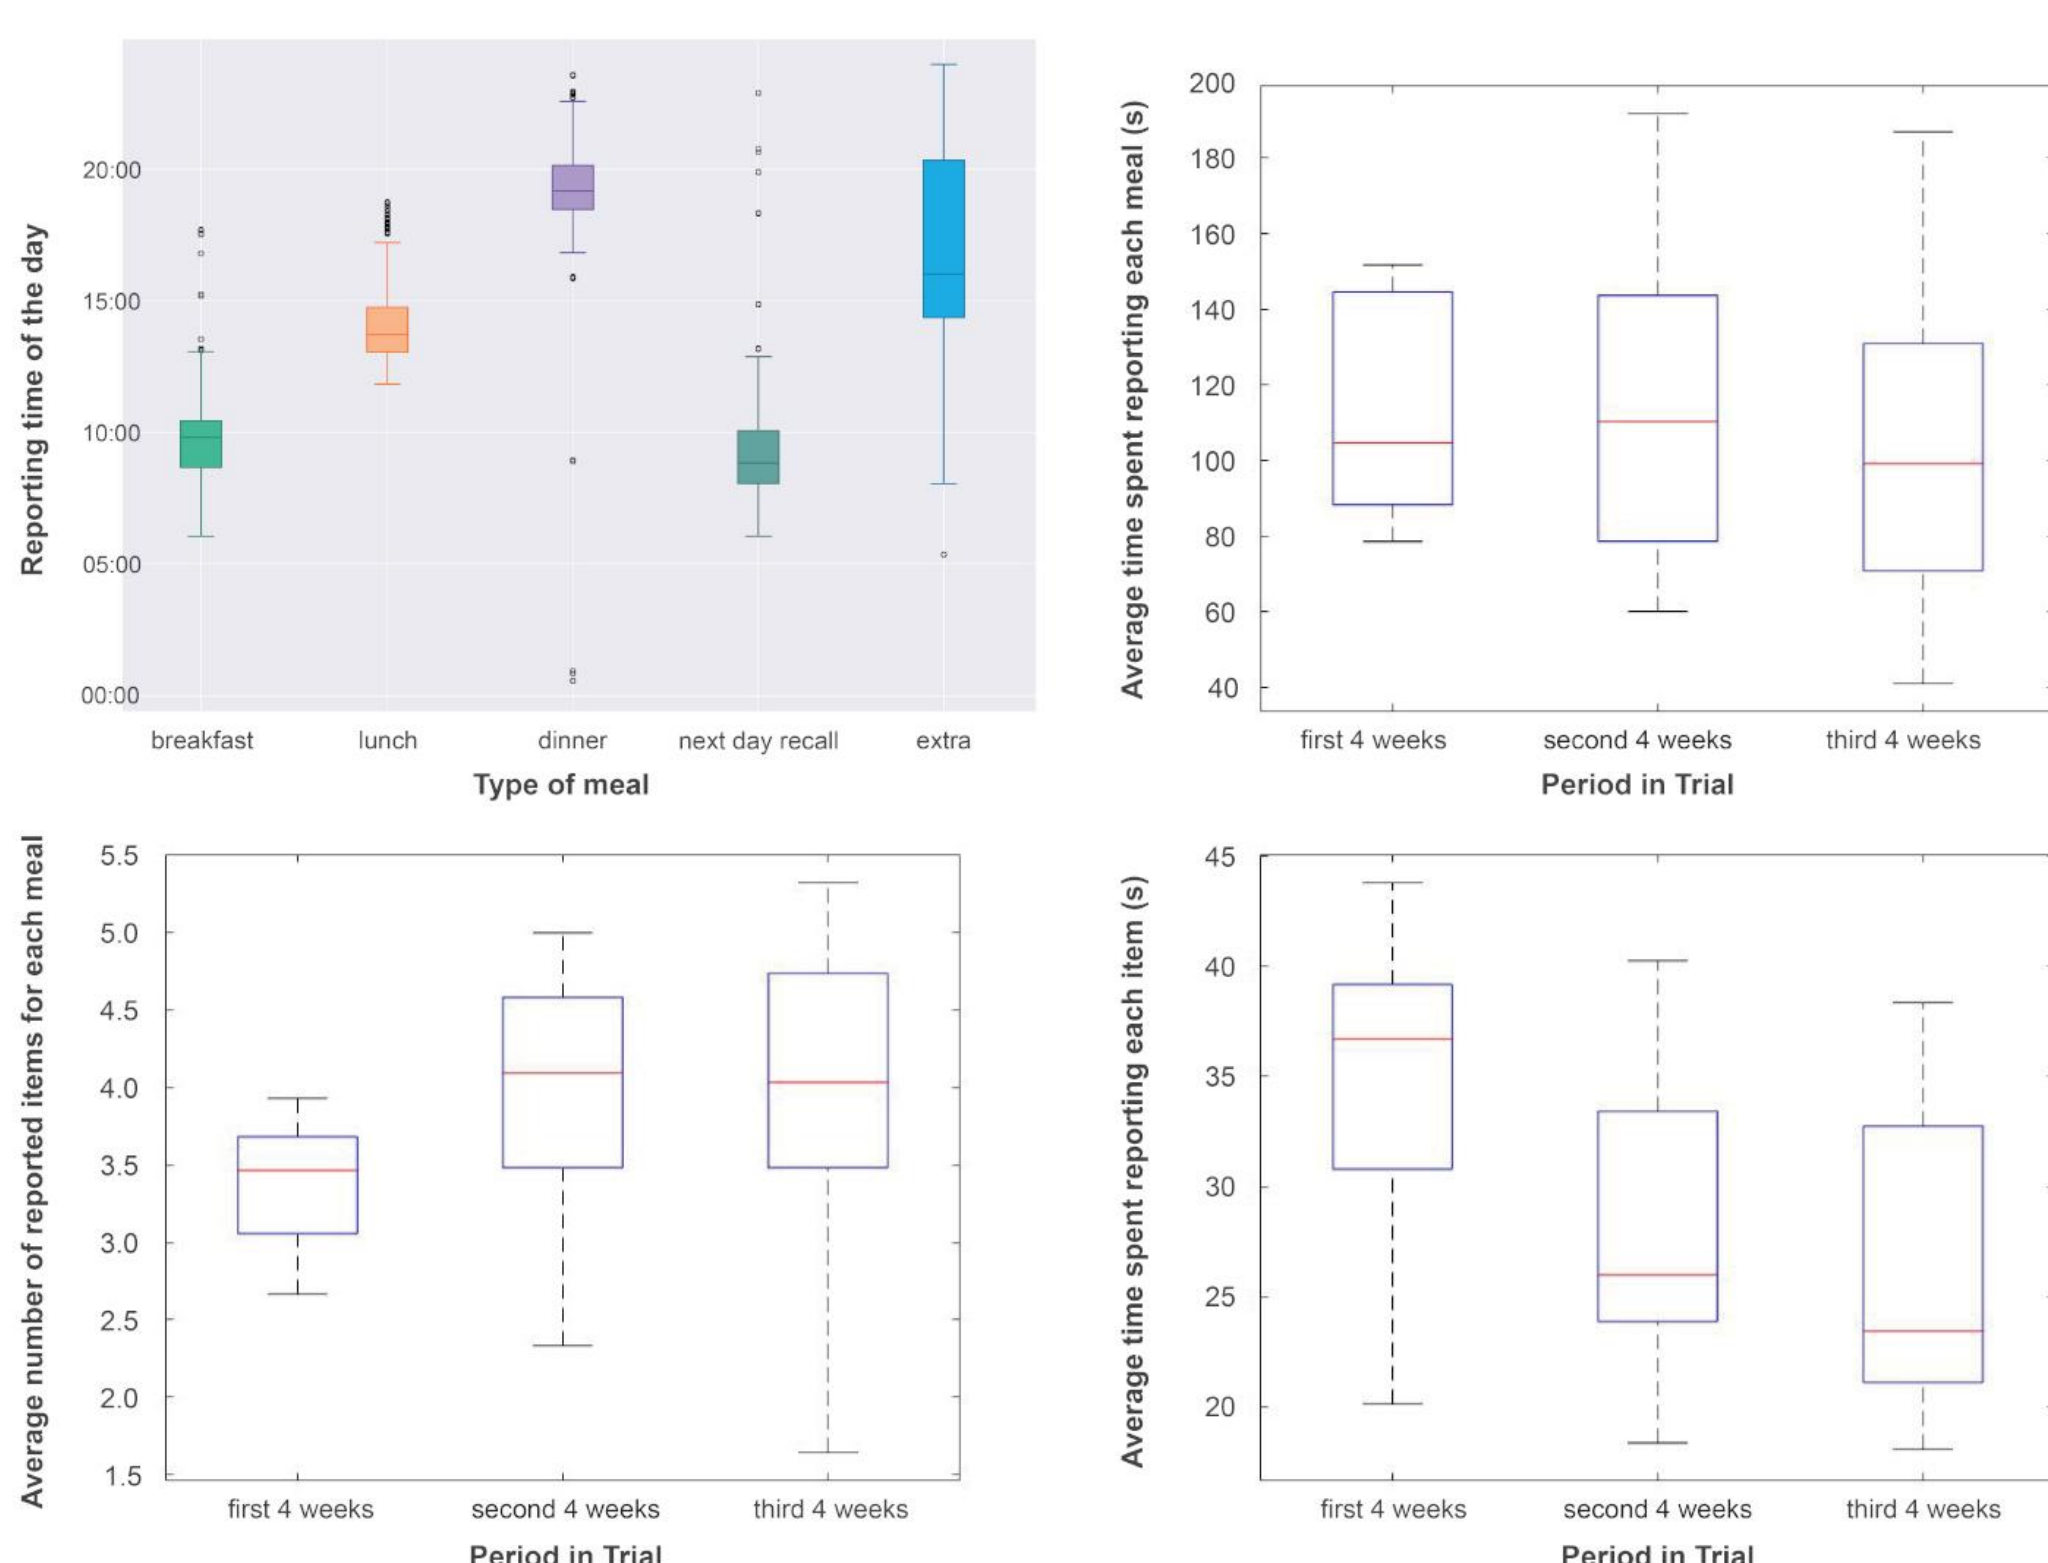 Reporting time of the day
20:00
15:00
10:00
05:00
00:00
breakfast lunch dinner next day recall extra
Type of meal
Average time spent reporting each meal (s)
200
180
160
140
120
100
80
60
40
first 4 weeks second 4 weeks third 4 weeks
Period in Trial
Average number of reported items for each meal
5.5
5.0
4.5
4.0
3.5
3.0
2.5
2.0
1.5
first 4 weeks second 4 weeks third 4 weeks
Period in Trial
Average time spent reporting each item (s)
45
40
35
30
25
20
first 4 weeks second 4 weeks third 4 weeks
Period in Trial